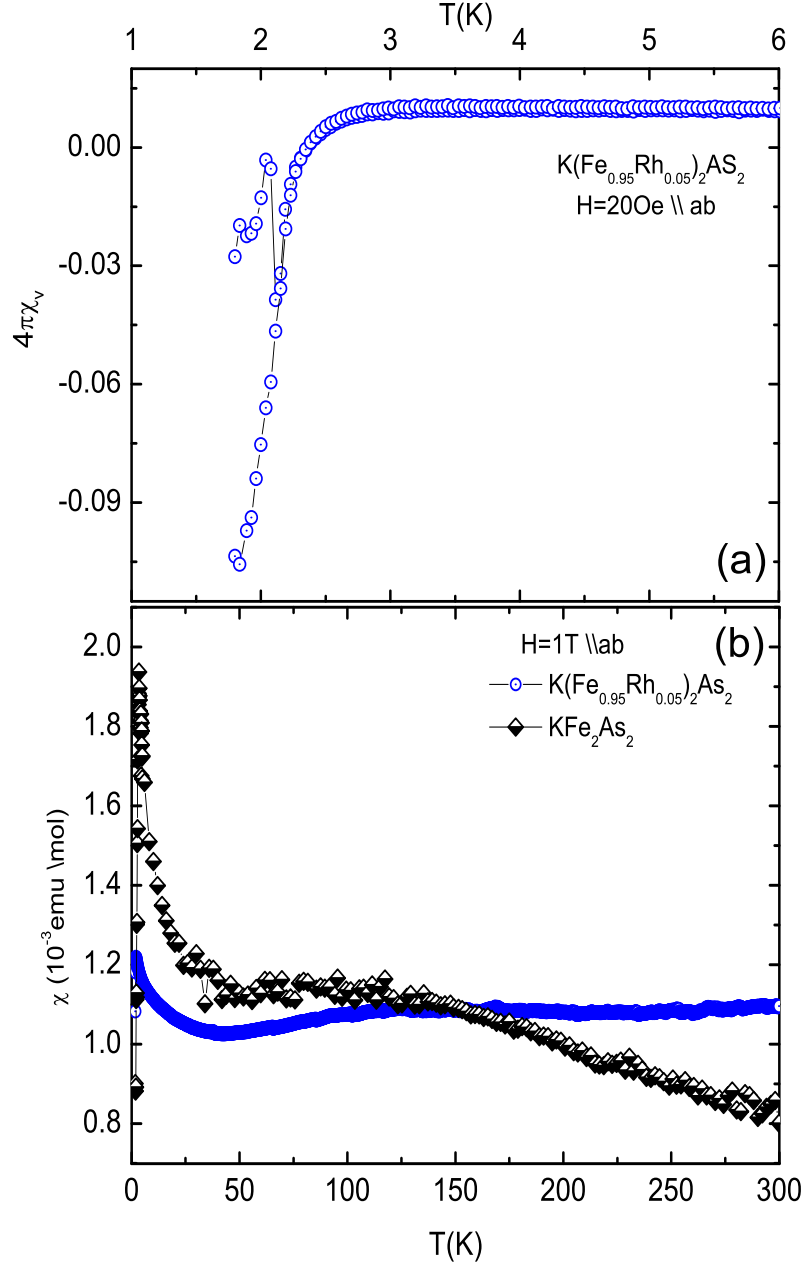 T(K)
1 2 3 4 5 6
0.00
-0.03
-0.06
-0.09
4πχv
K(Fe0.95Rh0.05)2AS2
H=20Oe \\ ab
(a)
(b)
H=1T \\ab
K(Fe0.95Rh0.05)2As2
KFe2As2
2.0
1.8
1.6
1.4
1.2
1.0
0.8
χ (10-3emu \mol)
0 50 100 150 200 250 300
T(K)